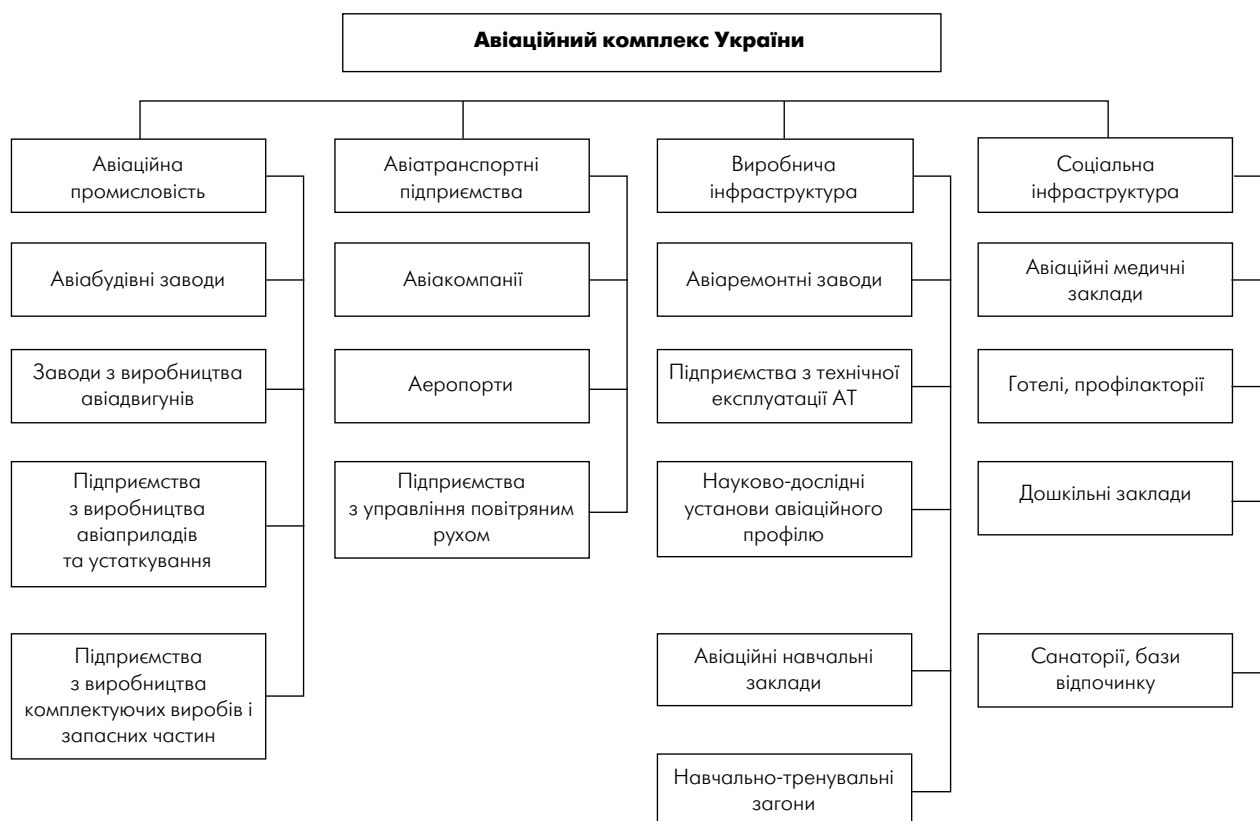 Авіаційний комплекс України
Авіаційна
промисловість
Авіабудівні заводи
Заводи з виробництва
авіадвигунів
Підприємства
з виробництва
авіаприладів
та устаткування
Підприємства
з виробництва
комплектуючих виробів і
запасних частин
Авіатранспортні
підприємства
Авіакомпанії
Аеропорти
Підприємства
з управління повітряним
рухом
Виробнича
інфраструктура
Авіаремонтні заводи
Підприємства з технічної
експлуатації АТ
Науково-дослідні
установи авіаційного
профілю
Авіаційні навчальні
заклади
Навчально-тренувальні
загони
Соціальна
інфраструктура
Авіаційні медичні
заклади
Готелі, профілакторії
Дошкільні заклади
Санаторії, бази
відпочинку